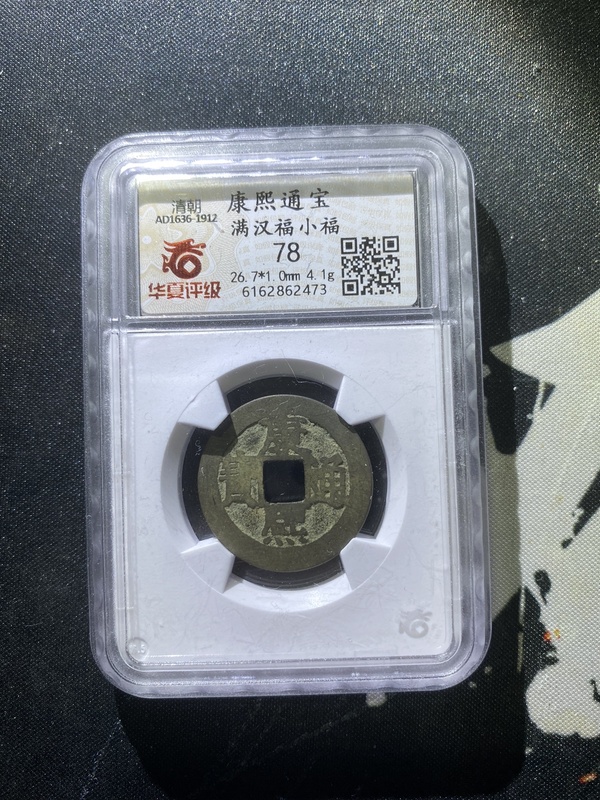 清朝
AD1636-1912
华夏评级
康熙通宝
满汉福小福
78
26.7*1.0mm 4.1g
6162862473
康熙通寶